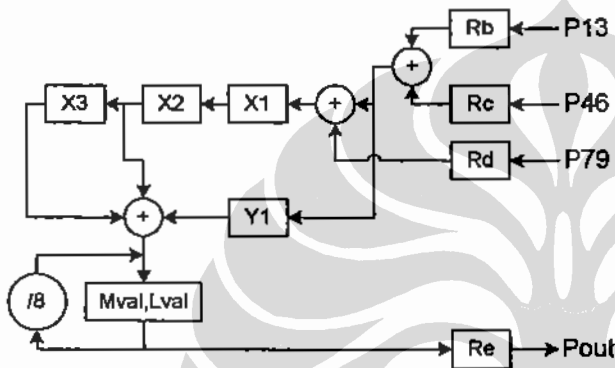 Rb P13
+
X3 X2 X1 + Rc P46
Rd P79
+ Y1
/8 Mval,Lval
Re Pout